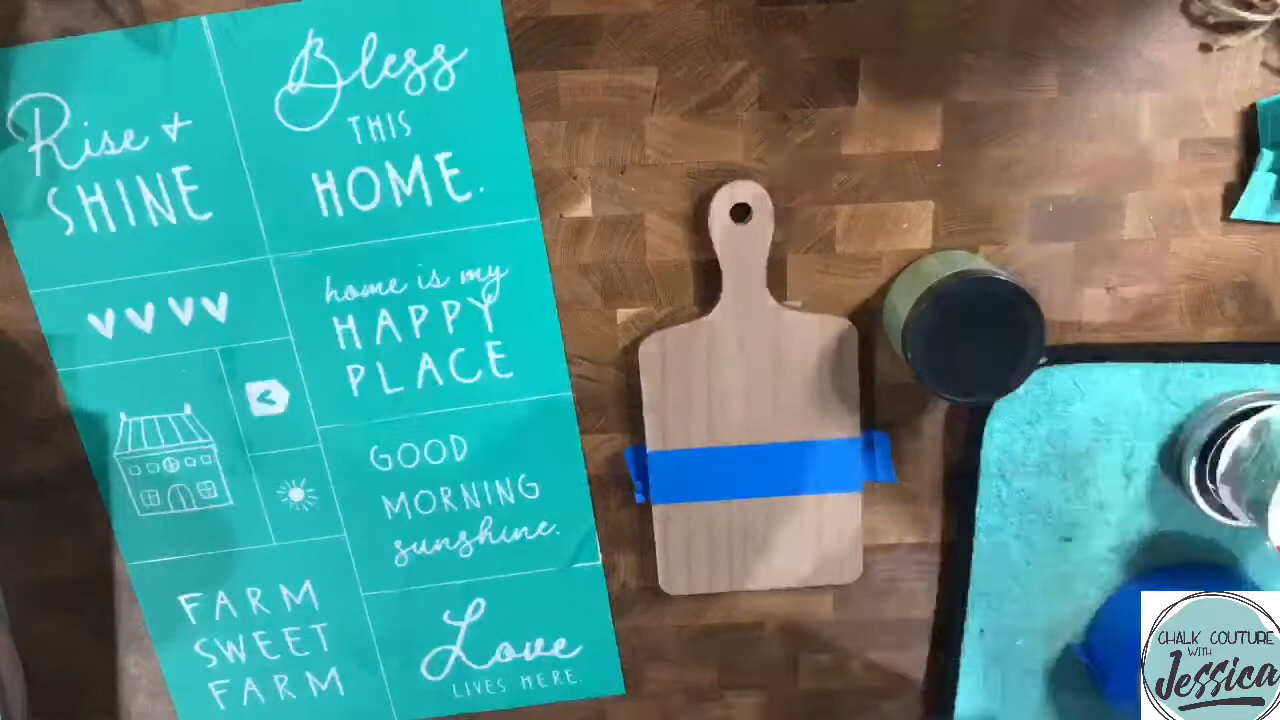 Rise +
SHINE
Bless
THIS
HOME.
home is my
HAPPY
PLACE
GOOD
MORNING
sunshine.
FARM
SWEET
FARM
Love
LIVES HERE.
CHALK COUTURE
WITH
Jessica